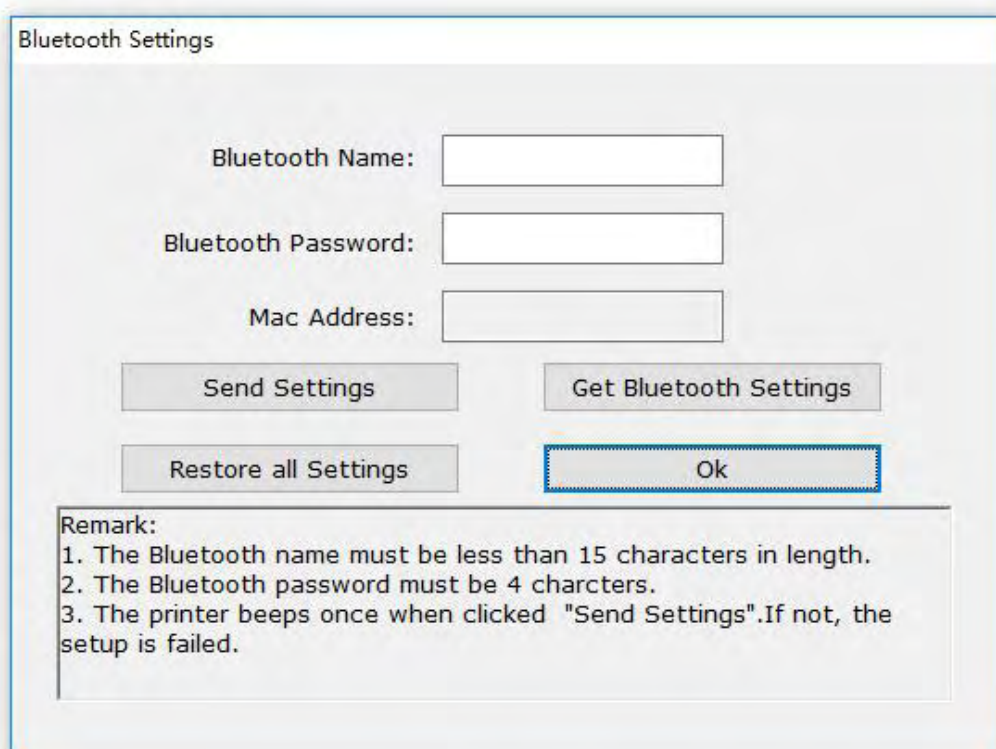 Bluetooth Settings
Bluetooth Name:
Bluetooth Password:
Mac Address:
Send Settings
Get Bluetooth Settings
Restore all Settings
Ok
Remark:
1. The Bluetooth name must be less than 15 characters in length.
2. The Bluetooth password must be 4 charcters.
3. The printer beeps once when clicked  "Send Settings".If not, the
setup is failed.